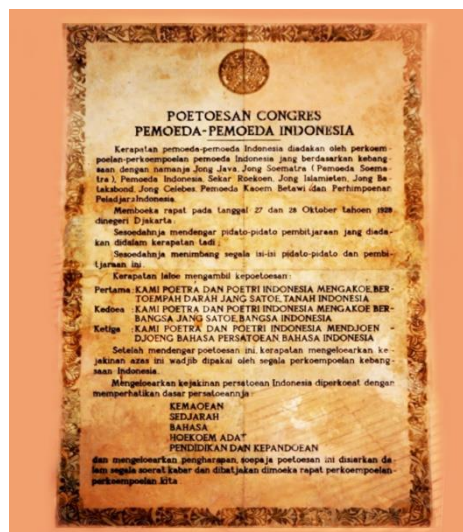 POETOESAN CONGRES
PEMOEDA-PEMOEDA INDONESIA
Kerapatan pemoeda-pemoeda Indonesia diadakan oleh perkoem-
poelan-perkoempoelan pemoeda Indonesia jang berdasarkan kebang-
saan dengan namanja Jong Java, Jong Soematra (Pemoeda Soema-
tra), Pemoeda Indonesia, Sekar Roekoen, Jong Islamieten, Jong Ba-
taksbond, Jong Celebes, Pemoeda Kaoem Betawi dan Perhimpoenan
Peladjar2Indonesia.
Memboeka rapat pada tanggal 27 dan 28 Oktober tahoen 1928
dinegeri Djakarta.
Sesoedahnja mendengar pidato-pidato pembitjaraan jang diada-
kan didalam kerapatan tadi;
Sesoedahnja menimbang segala isi-isi pidato-pidato dan pembi-
tjaraan ini.
Kerapatan laloe mengambil kepoetoesan:
Pertama :KAMI POETRA DAN POETRI INDONESIA MENGAKOE BER-
TOEMPAH DARAH JANG SATOE,TANAH INDONESIA
Kedoea :KAMI POETRA DAN POETRI INDONESIA MENGAKOE BER-
BANGSA JANG SATOE,BANGSA INDONESIA
Ketiga :KAMI POETRA DAN POETRI INDONESIA MENDJOEN
DJOENG BAHASA PERSATOEAN BAHASA INDONESIA
Setelah mendengar poetoesan ini, kerapatan mengeloearkan ke-
jakinan azas ini wadjib dipakai oleh segala perkoempoelan kebang-
saan Indonesia.
Mengeloearkan kejakinan persatoean Indonesia diperkoeat dengan
memperhatikan dasar persatoeannja:
KEMAOEAN
SEDJARAH
BAHASA
HOEKOEM ADAT
PENDIDIKAN DAN KEPANDOEAN
dan mengeloearkan pengharapan, soepaja poetoesan ini disiarkan da-
lam segala soerat kabar dan dibatjakan dimoeka rapat perkoempoelan-
perkoempoelan kita.